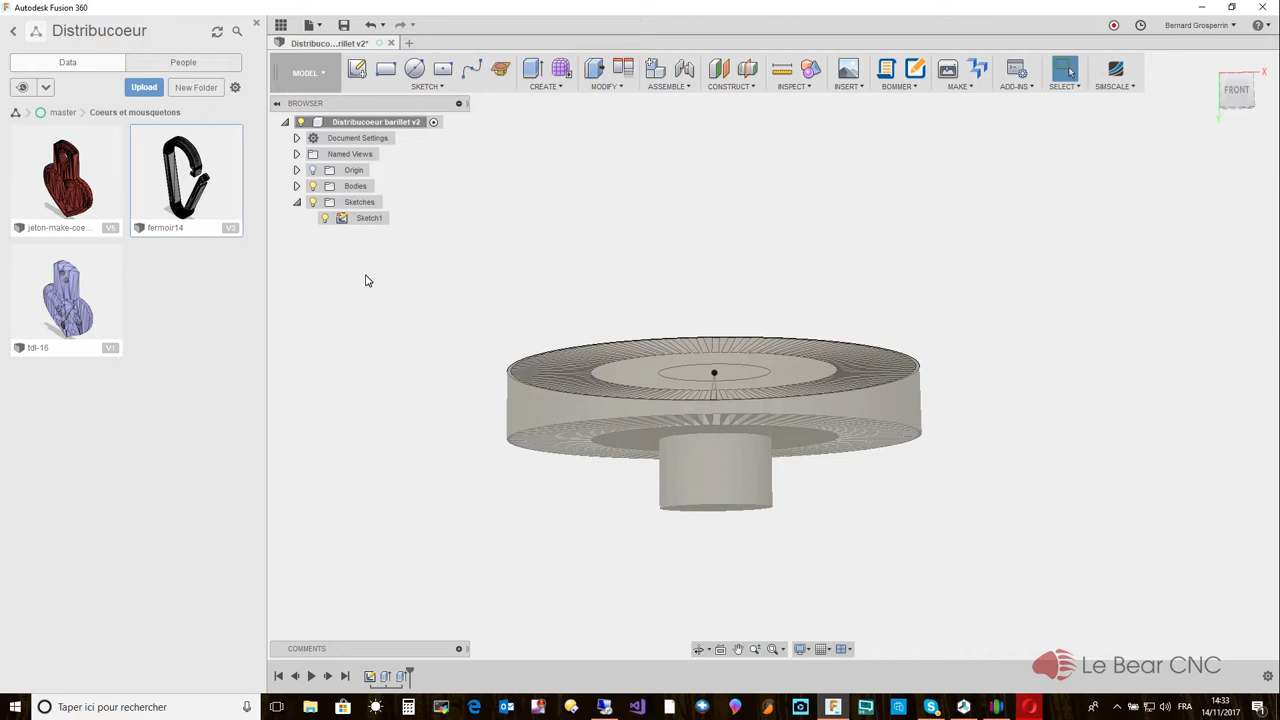 Autodesk Fusion 360
Distribucoeur
Data
People
Upload
New Folder
master
Coeurs et mousquetons
jeton-make-coe...
V5
fermoir14
V3
tdl-16
V1
Bernard Grosperrin
Distribuco...rillet v2*
MODEL
SKETCH
CREATE
MODIFY
ASSEMBLE
CONSTRUCT
INSPECT
INSERT
BOMMER
MAKE
ADD-INS
SELECT
SIMSCALE
BROWSER
Distribucoeur barillet v2
Document Settings
Named Views
Origin
Bodies
Sketches
Sketch1
X
FRONT
COMMENTS
Le Bear CNC
Taper ici pour rechercher
FRA
14:33
14/11/2017